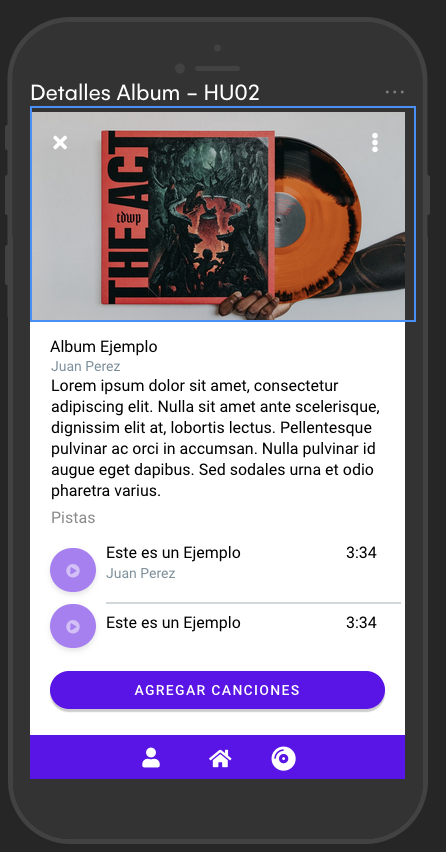 Detalles Album - HU02
THE ACT
tdwp
Album Ejemplo
Juan Perez
Lorem ipsum dolor sit amet, consectetur
adipiscing elit. Nulla sit amet ante scelerisque,
dignissim elit at, lobortis lectus. Pellentesque
pulvinar ac orci in accumsan. Nulla pulvinar id
augue eget dapibus. Sed sodales urna et odio
pharetra varius.
Pistas
Este es un Ejemplo 3:34
Juan Perez
Este es un Ejemplo 3:34
AGREGAR CANCIONES